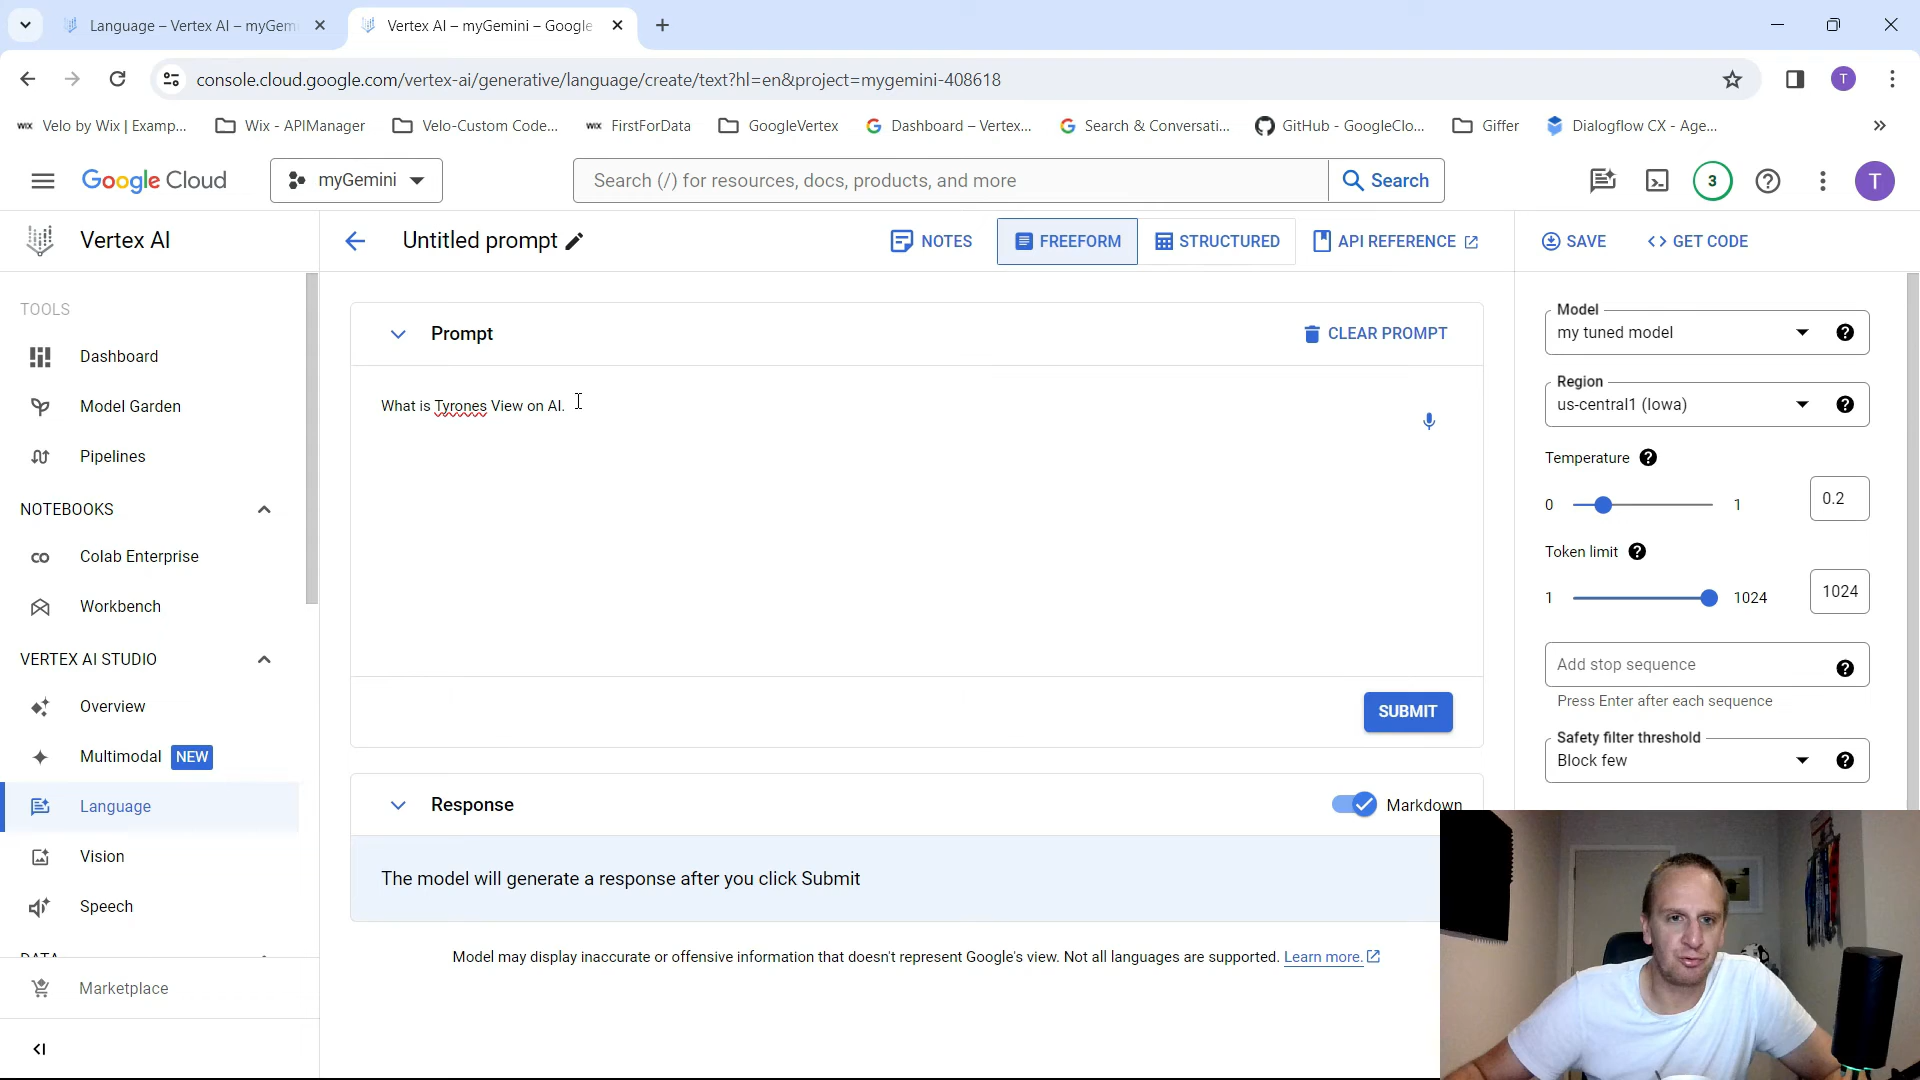 Language – Vertex AI – myGem
Vertex AI – myGemini – Google
console.cloud.google.com/vertex-ai/generative/language/create/text?hl=en&project=mygemini-408618
T
WIX Velo by Wix | Examp...
Wix - APIManager
Velo-Custom Code...
WIX FirstForData
GoogleVertex
Dashboard – Vertex...
Search & Conversati...
GitHub - GoogleClo...
Giffer
Dialogflow CX - Age...
Google Cloud
myGemini
Search (/) for resources, docs, products, and more
Search
3
T
Vertex AI
Untitled prompt
NOTES
FREEFORM
STRUCTURED
API REFERENCE
SAVE
GET CODE
TOOLS
Dashboard
Model Garden
Pipelines
NOTEBOOKS
Colab Enterprise
Workbench
VERTEX AI STUDIO
Overview
Multimodal NEW
Language
Vision
Speech
DATA
Marketplace
Prompt
CLEAR PROMPT
What is Tyrones View on AI.
SUBMIT
Response
Markdown
The model will generate a response after you click Submit
Model may display inaccurate or offensive information that doesn't represent Google's view. Not all languages are supported. Learn more.
Model
my tuned model
Region
us-central1 (Iowa)
Temperature
0
1
0.2
Token limit
1
1024
1024
Add stop sequence
Press Enter after each sequence
Safety filter threshold
Block few